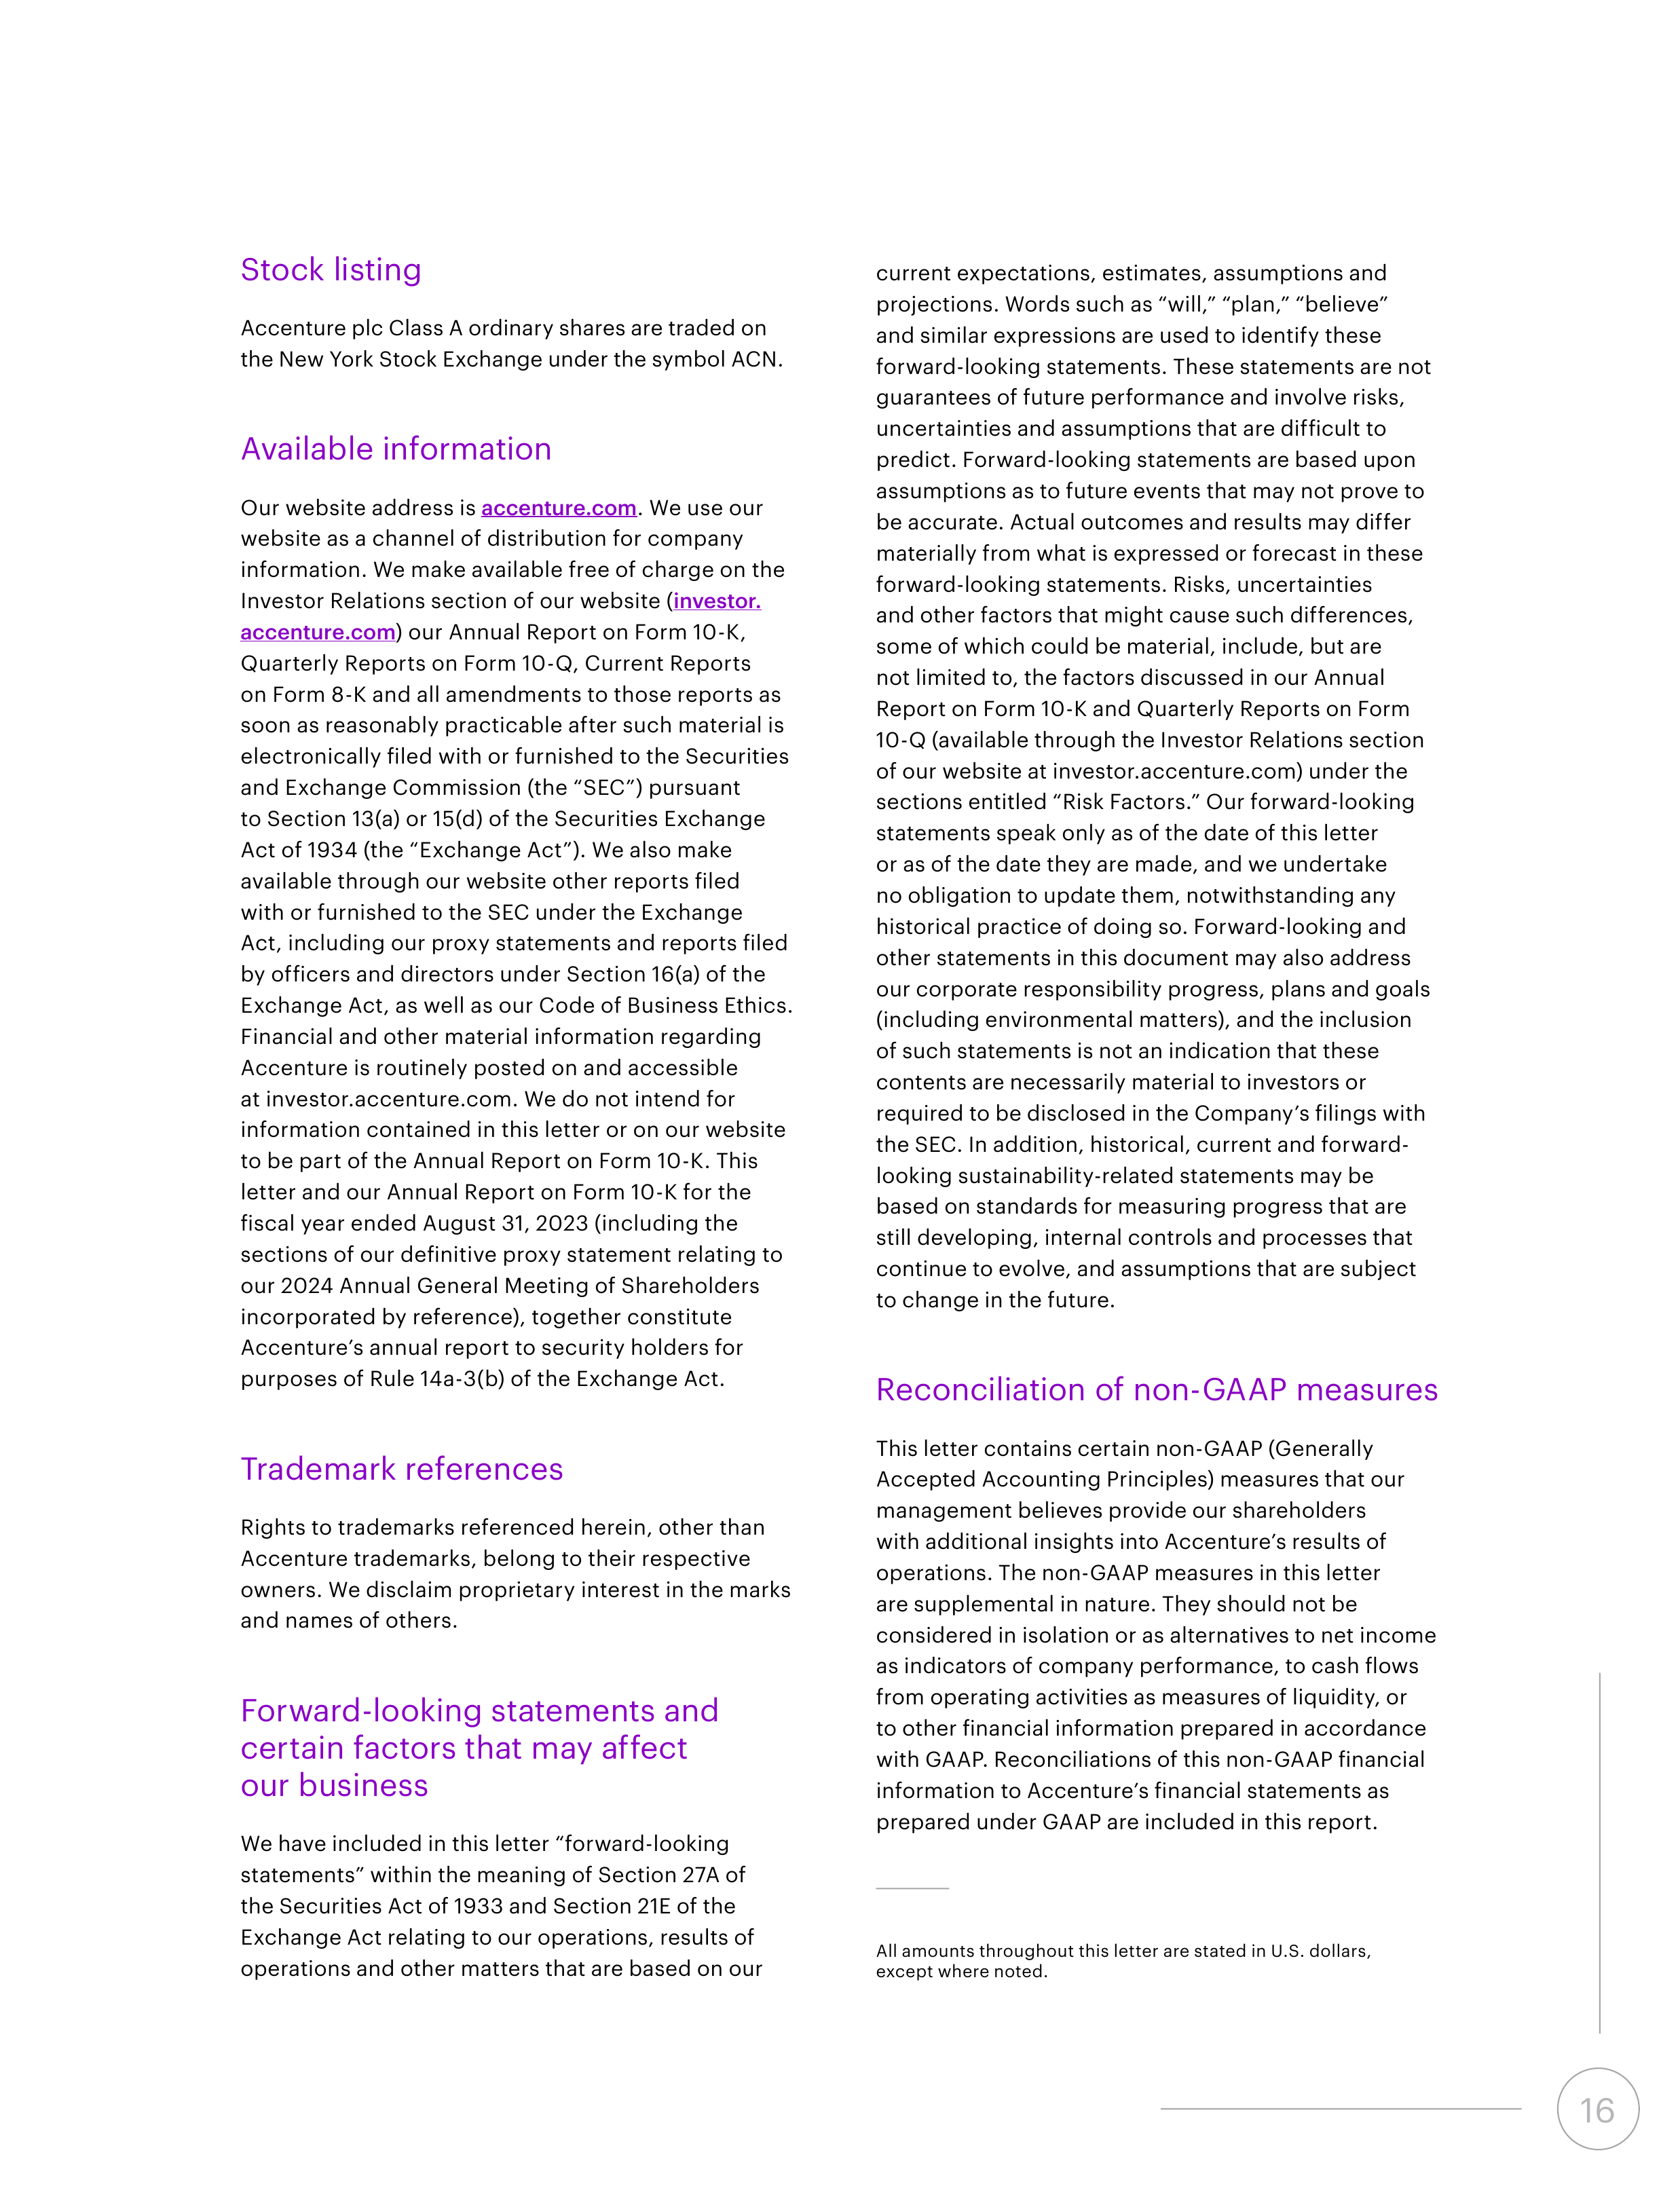 Stock listing
Accenture plc Class A ordinary shares are traded on
the New York Stock Exchange under the symbol ACN.
Available information
Our website address is accenture.com. We use our
website as a channel of distribution for company
information. We make available free of charge on the
Investor Relations section of our website (investor.
accenture.com) our Annual Report on Form 10-K,
Quarterly Reports on Form 10-Q, Current Reports
on Form 8-K and all amendments to those reports as
soon as reasonably practicable after such material is
electronically filed with or furnished to the Securities
and Exchange Commission (the “SEC”) pursuant
to Section 13(a) or 15(d) of the Securities Exchange
Act of 1934 (the “Exchange Act”). We also make
available through our website other reports filed
with or furnished to the SEC under the Exchange
Act, including our proxy statements and reports filed
by officers and directors under Section 16(a) of the
Exchange Act, as well as our Code of Business Ethics.
Financial and other material information regarding
Accenture is routinely posted on and accessible
at investor.accenture.com. We do not intend for
information contained in this letter or on our website
to be part of the Annual Report on Form 10-K. This
letter and our Annual Report on Form 10-K for the
fiscal year ended August 31, 2023 (including the
sections of our definitive proxy statement relating to
our 2024 Annual General Meeting of Shareholders
incorporated by reference), together constitute
Accenture’s annual report to security holders for
purposes of Rule 14a-3(b) of the Exchange Act.
Trademark references
Rights to trademarks referenced herein, other than
Accenture trademarks, belong to their respective
owners. We disclaim proprietary interest in the marks
and names of others.
Forward-looking statements and
certain factors that may affect
our business
We have included in this letter “forward-looking
statements” within the meaning of Section 27A of
the Securities Act of 1933 and Section 21E of the
Exchange Act relating to our operations, results of
operations and other matters that are based on our
current expectations, estimates, assumptions and
projections. Words such as “will,” “plan,” “believe”
and similar expressions are used to identify these
forward-looking statements. These statements are not
guarantees of future performance and involve risks,
uncertainties and assumptions that are difficult to
predict. Forward-looking statements are based upon
assumptions as to future events that may not prove to
be accurate. Actual outcomes and results may differ
materially from what is expressed or forecast in these
forward-looking statements. Risks, uncertainties
and other factors that might cause such differences,
some of which could be material, include, but are
not limited to, the factors discussed in our Annual
Report on Form 10-K and Quarterly Reports on Form
10-Q (available through the Investor Relations section
of our website at investor.accenture.com) under the
sections entitled “Risk Factors.” Our forward-looking
statements speak only as of the date of this letter
or as of the date they are made, and we undertake
no obligation to update them, notwithstanding any
historical practice of doing so. Forward-looking and
other statements in this document may also address
our corporate responsibility progress, plans and goals
(including environmental matters), and the inclusion
of such statements is not an indication that these
contents are necessarily material to investors or
required to be disclosed in the Company’s filings with
the SEC. In addition, historical, current and forward-
looking sustainability-related statements may be
based on standards for measuring progress that are
still developing, internal controls and processes that
continue to evolve, and assumptions that are subject
to change in the future.
Reconciliation of non-GAAP measures
This letter contains certain non-GAAP (Generally
Accepted Accounting Principles) measures that our
management believes provide our shareholders
with additional insights into Accenture’s results of
operations. The non-GAAP measures in this letter
are supplemental in nature. They should not be
considered in isolation or as alternatives to net income
as indicators of company performance, to cash flows
from operating activities as measures of liquidity, or
to other financial information prepared in accordance
with GAAP. Reconciliations of this non-GAAP financial
information to Accenture’s financial statements as
prepared under GAAP are included in this report.
All amounts throughout this letter are stated in U.S. dollars,
except where noted.
16